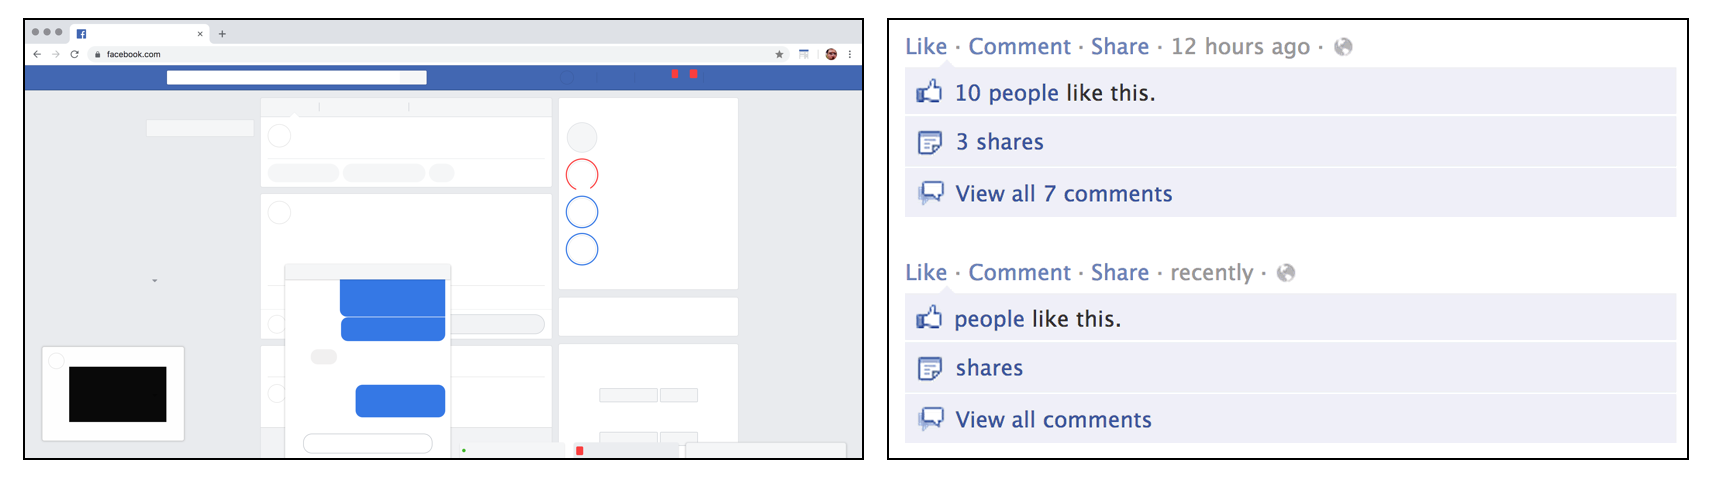 facebook.com
Like · Comment · Share · 12 hours ago ·
10 people like this.
3 shares
View all 7 comments
Like · Comment · Share · recently ·
people like this.
shares
View all comments